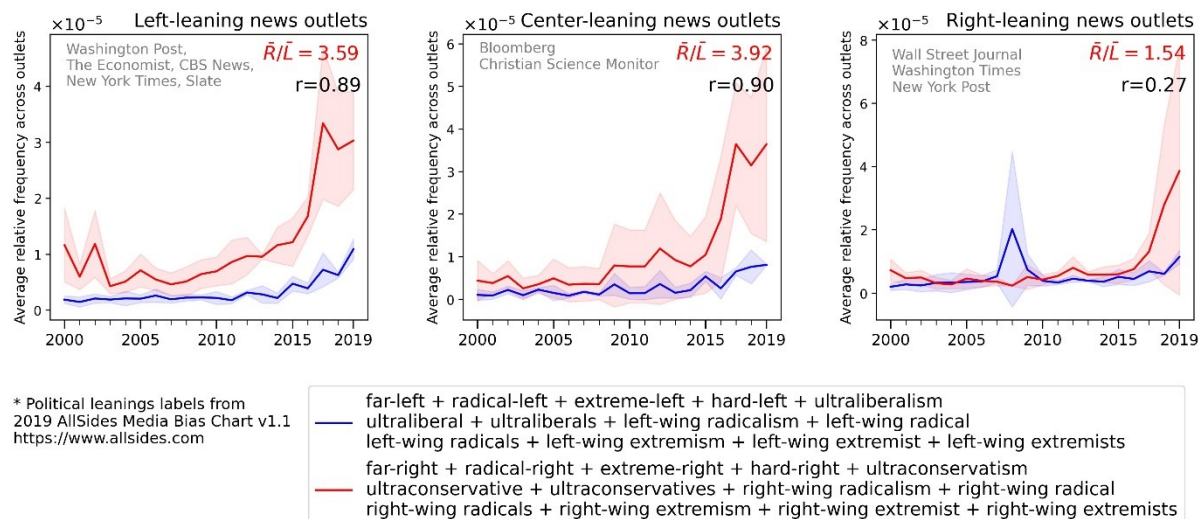 ×10⁻⁵ Left-leaning news outlets
Average relative frequency across outlets
Washington Post,
The Economist, CBS News,
New York Times, Slate
R̄/L̄ = 3.59
r=0.89
4
3
2
1
0
2000 2005 2010 2015 2019
×10⁻⁵ Center-leaning news outlets
Average relative frequency across outlets
Bloomberg
Christian Science Monitor
R̄/L̄ = 3.92
r=0.90
6
5
4
3
2
1
0
2000 2005 2010 2015 2019
×10⁻⁵ Right-leaning news outlets
Average relative frequency across outlets
Wall Street Journal
Washington Times
New York Post
R̄/L̄ = 1.54
r=0.27
8
6
4
2
0
2000 2005 2010 2015 2019
* Political leanings labels from
2019 AllSides Media Bias Chart v1.1
https://www.allsides.com
far-left + radical-left + extreme-left + hard-left + ultraliberalism
ultraliberal + ultraliberals + left-wing radicalism + left-wing radical
left-wing radicals + left-wing extremism + left-wing extremist + left-wing extremists
far-right + radical-right + extreme-right + hard-right + ultraconservatism
ultraconservative + ultraconservatives + right-wing radicalism + right-wing radical
right-wing radicals + right-wing extremism + right-wing extremist + right-wing extremists